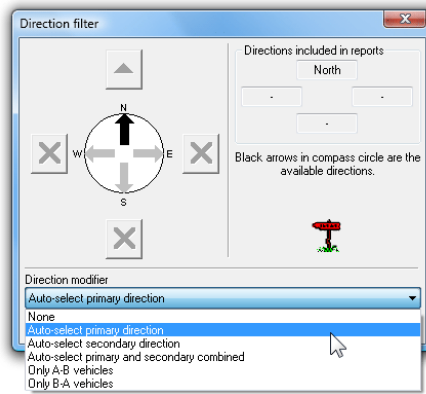 Direction filter
Directions included in reports
North
-
-
-
N
W
E
S
Black arrows in compass circle are the
available directions.
Direction modifier
Auto-select primary direction
None
Auto-select primary direction
Auto-select secondary direction
Auto-select primary and secondary combined
Only A-B vehicles
Only B-A vehicles